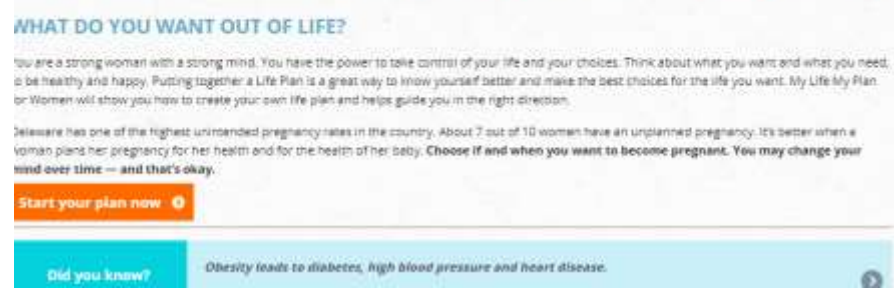 WHAT DO YOU WANT OUT OF LIFE?
You are a strong woman with a strong mind. You have the power to take control of your life and your choices. Think about what you want and what you need,
to be healthy and happy. Putting together a Life Plan is a great way to know yourself better and make the best choices for the life you want. My Life My Plan
for Women will show you how to create your own life plan and helps guide you in the right direction.
Delaware has one of the highest unintended pregnancy rates in the country. About 7 out of 10 women have an unplanned pregnancy. It's better when a
woman plans her pregnancy for her health and for the health of her baby. Choose if and when you want to become pregnant. You may change your
mind over time — and that's okay.
Start your plan now
Did you know?
Obesity leads to diabetes, high blood pressure and heart disease.